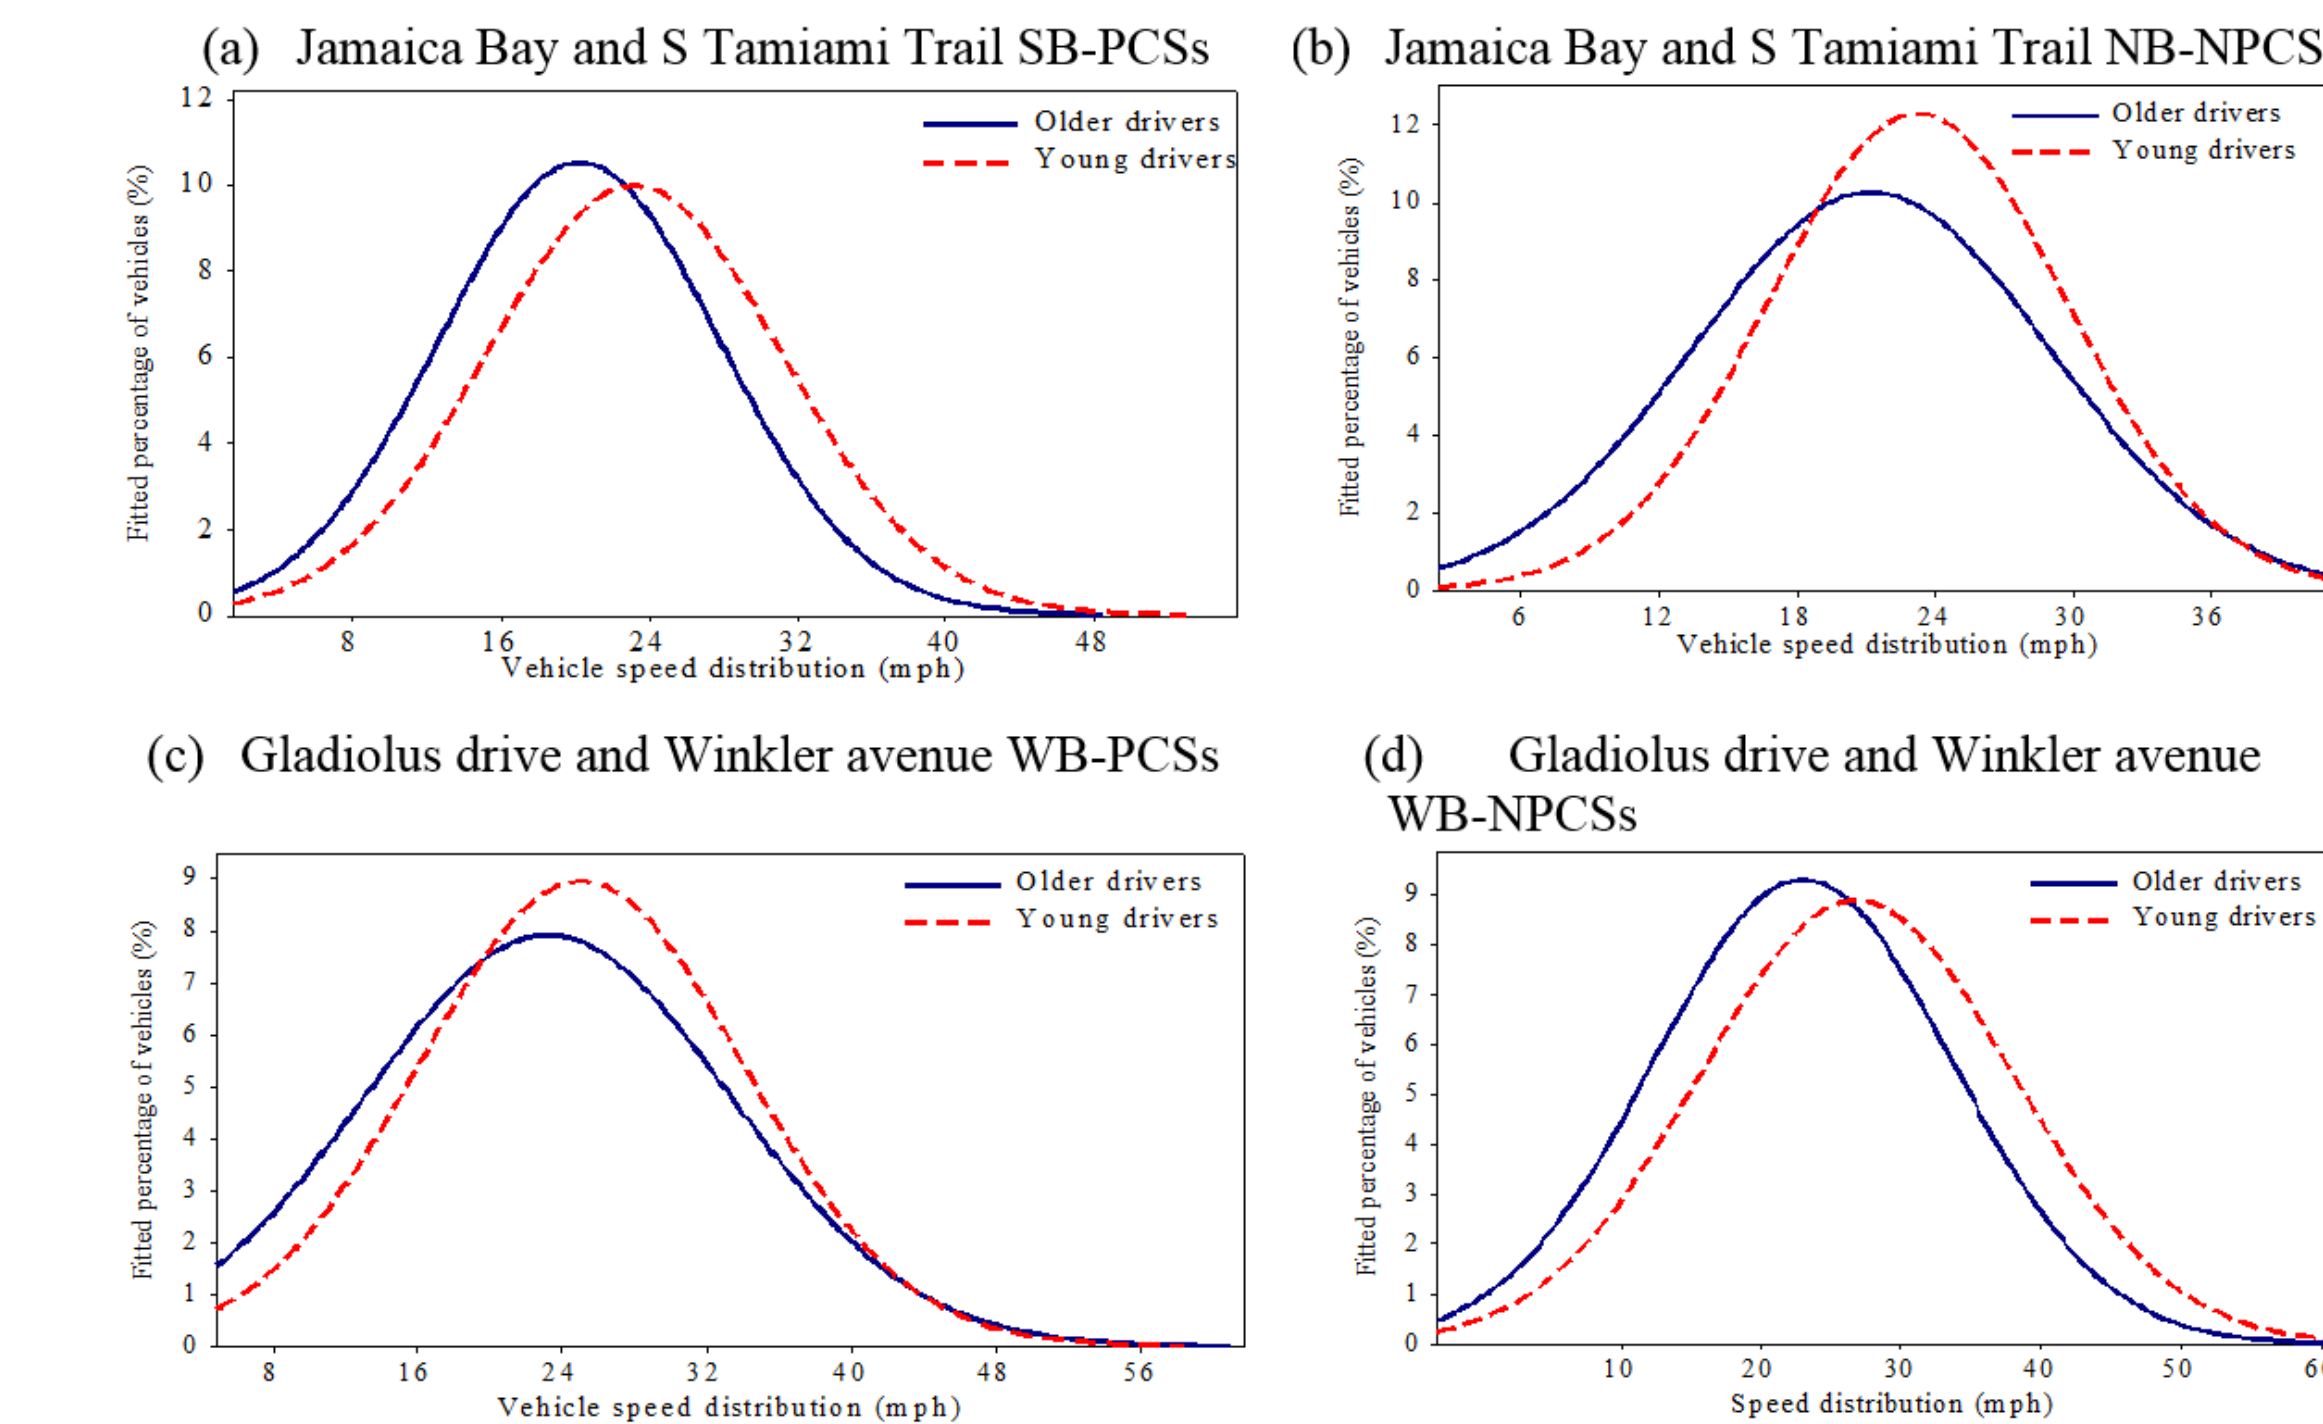 (a) Jamaica Bay and S Tamiami Trail SB-PCSs
12
10
8
6
4
2
0
Fitted percentage of vehicles (%)
Older drivers
Young drivers
8 16 24 32 40 48
Vehicle speed distribution (mph)
(b) Jamaica Bay and S Tamiami Trail NB-NPCS
12
10
8
6
4
2
0
Fitted percentage of vehicles (%)
Older drivers
Young drivers
6 12 18 24 30 36
Vehicle speed distribution (mph)
(c) Gladiolus drive and Winkler avenue WB-PCSs
9
8
7
6
5
4
3
2
1
0
Fitted percentage of vehicles (%)
Older drivers
Young drivers
8 16 24 32 40 48 56
Vehicle speed distribution (mph)
(d) Gladiolus drive and Winkler avenue
WB-NPCSs
9
8
7
6
5
4
3
2
1
0
Fitted percentage of vehicles (%)
Older drivers
Young drivers
10 20 30 40 50
Speed distribution (mph)